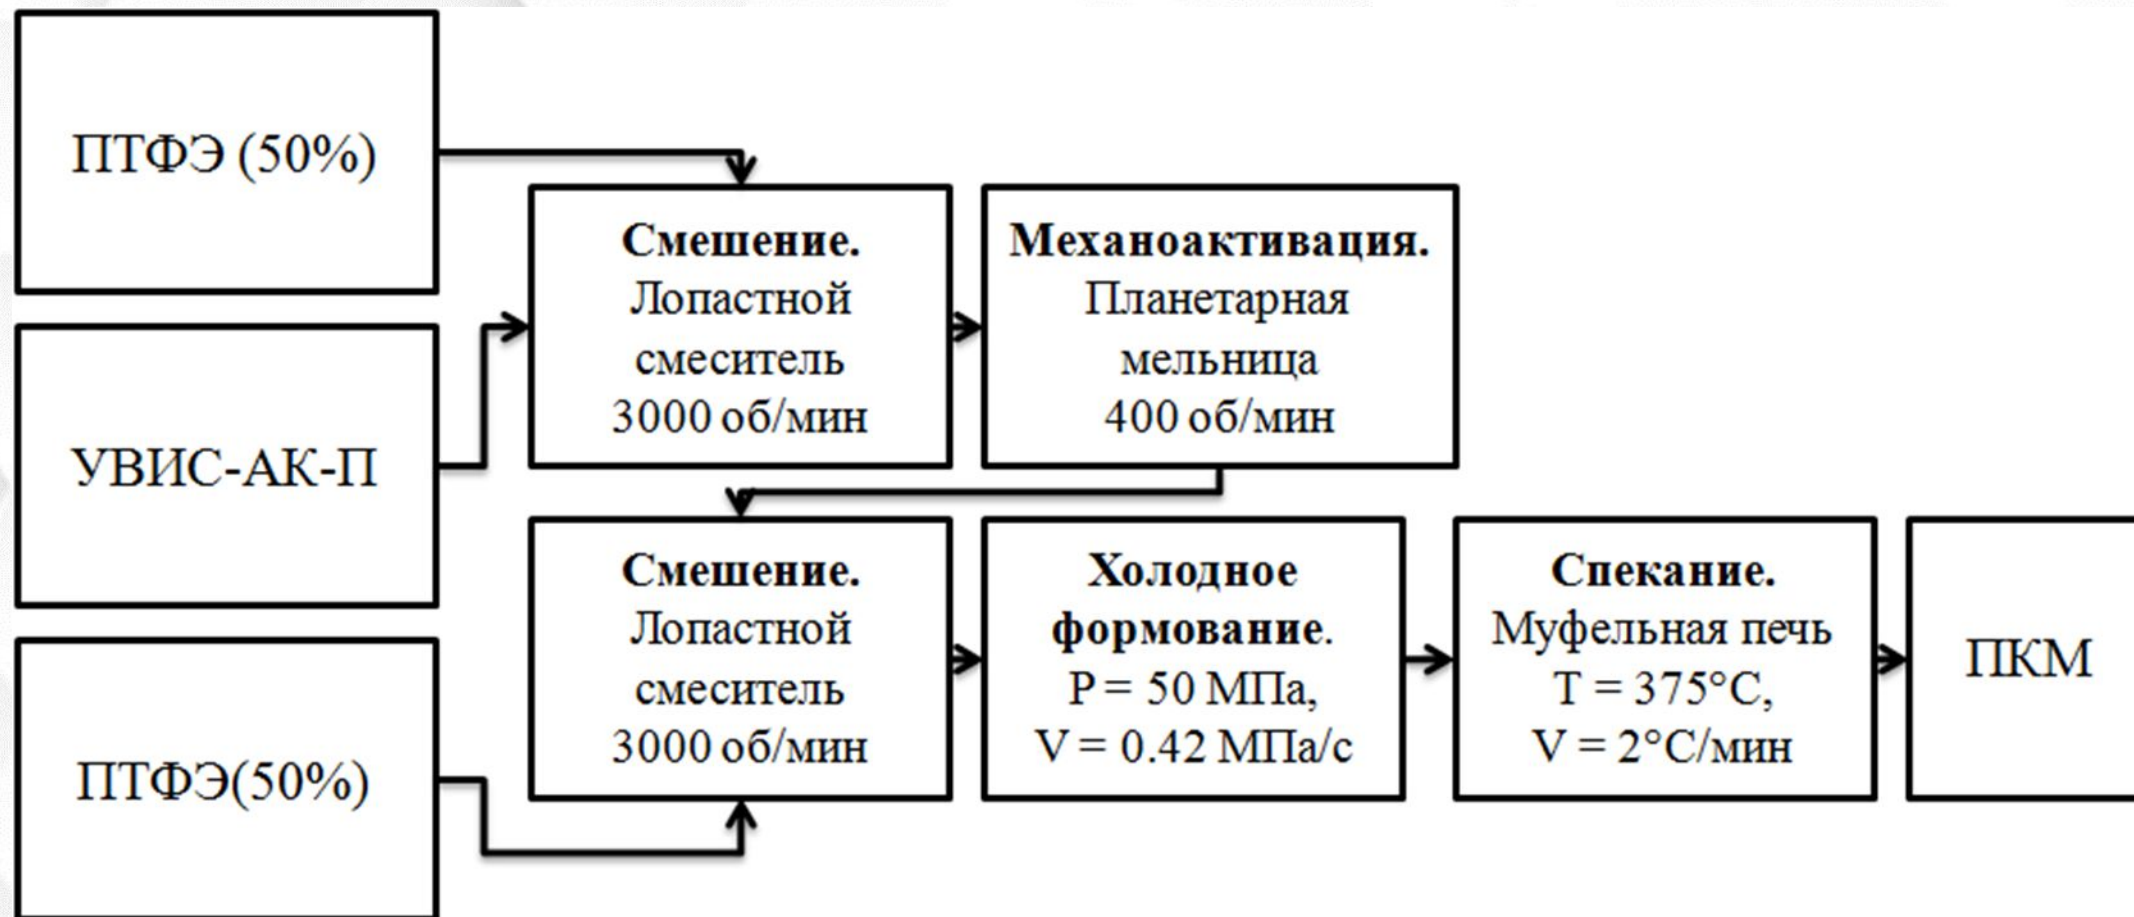 ПТФЭ (50%)
Смешение.
Лопастной
смеситель
3000 об/мин
Механоактивация.
Планетарная
мельница
400 об/мин
УВИС-АК-П
Смешение.
Лопастной
смеситель
3000 об/мин
Холодное
формование.
P = 50 МПа,
V = 0.42 МПа/с
Спекание.
Муфельная печь
T = 375°C,
V = 2°C/мин
ПКМ
ПТФЭ(50%)